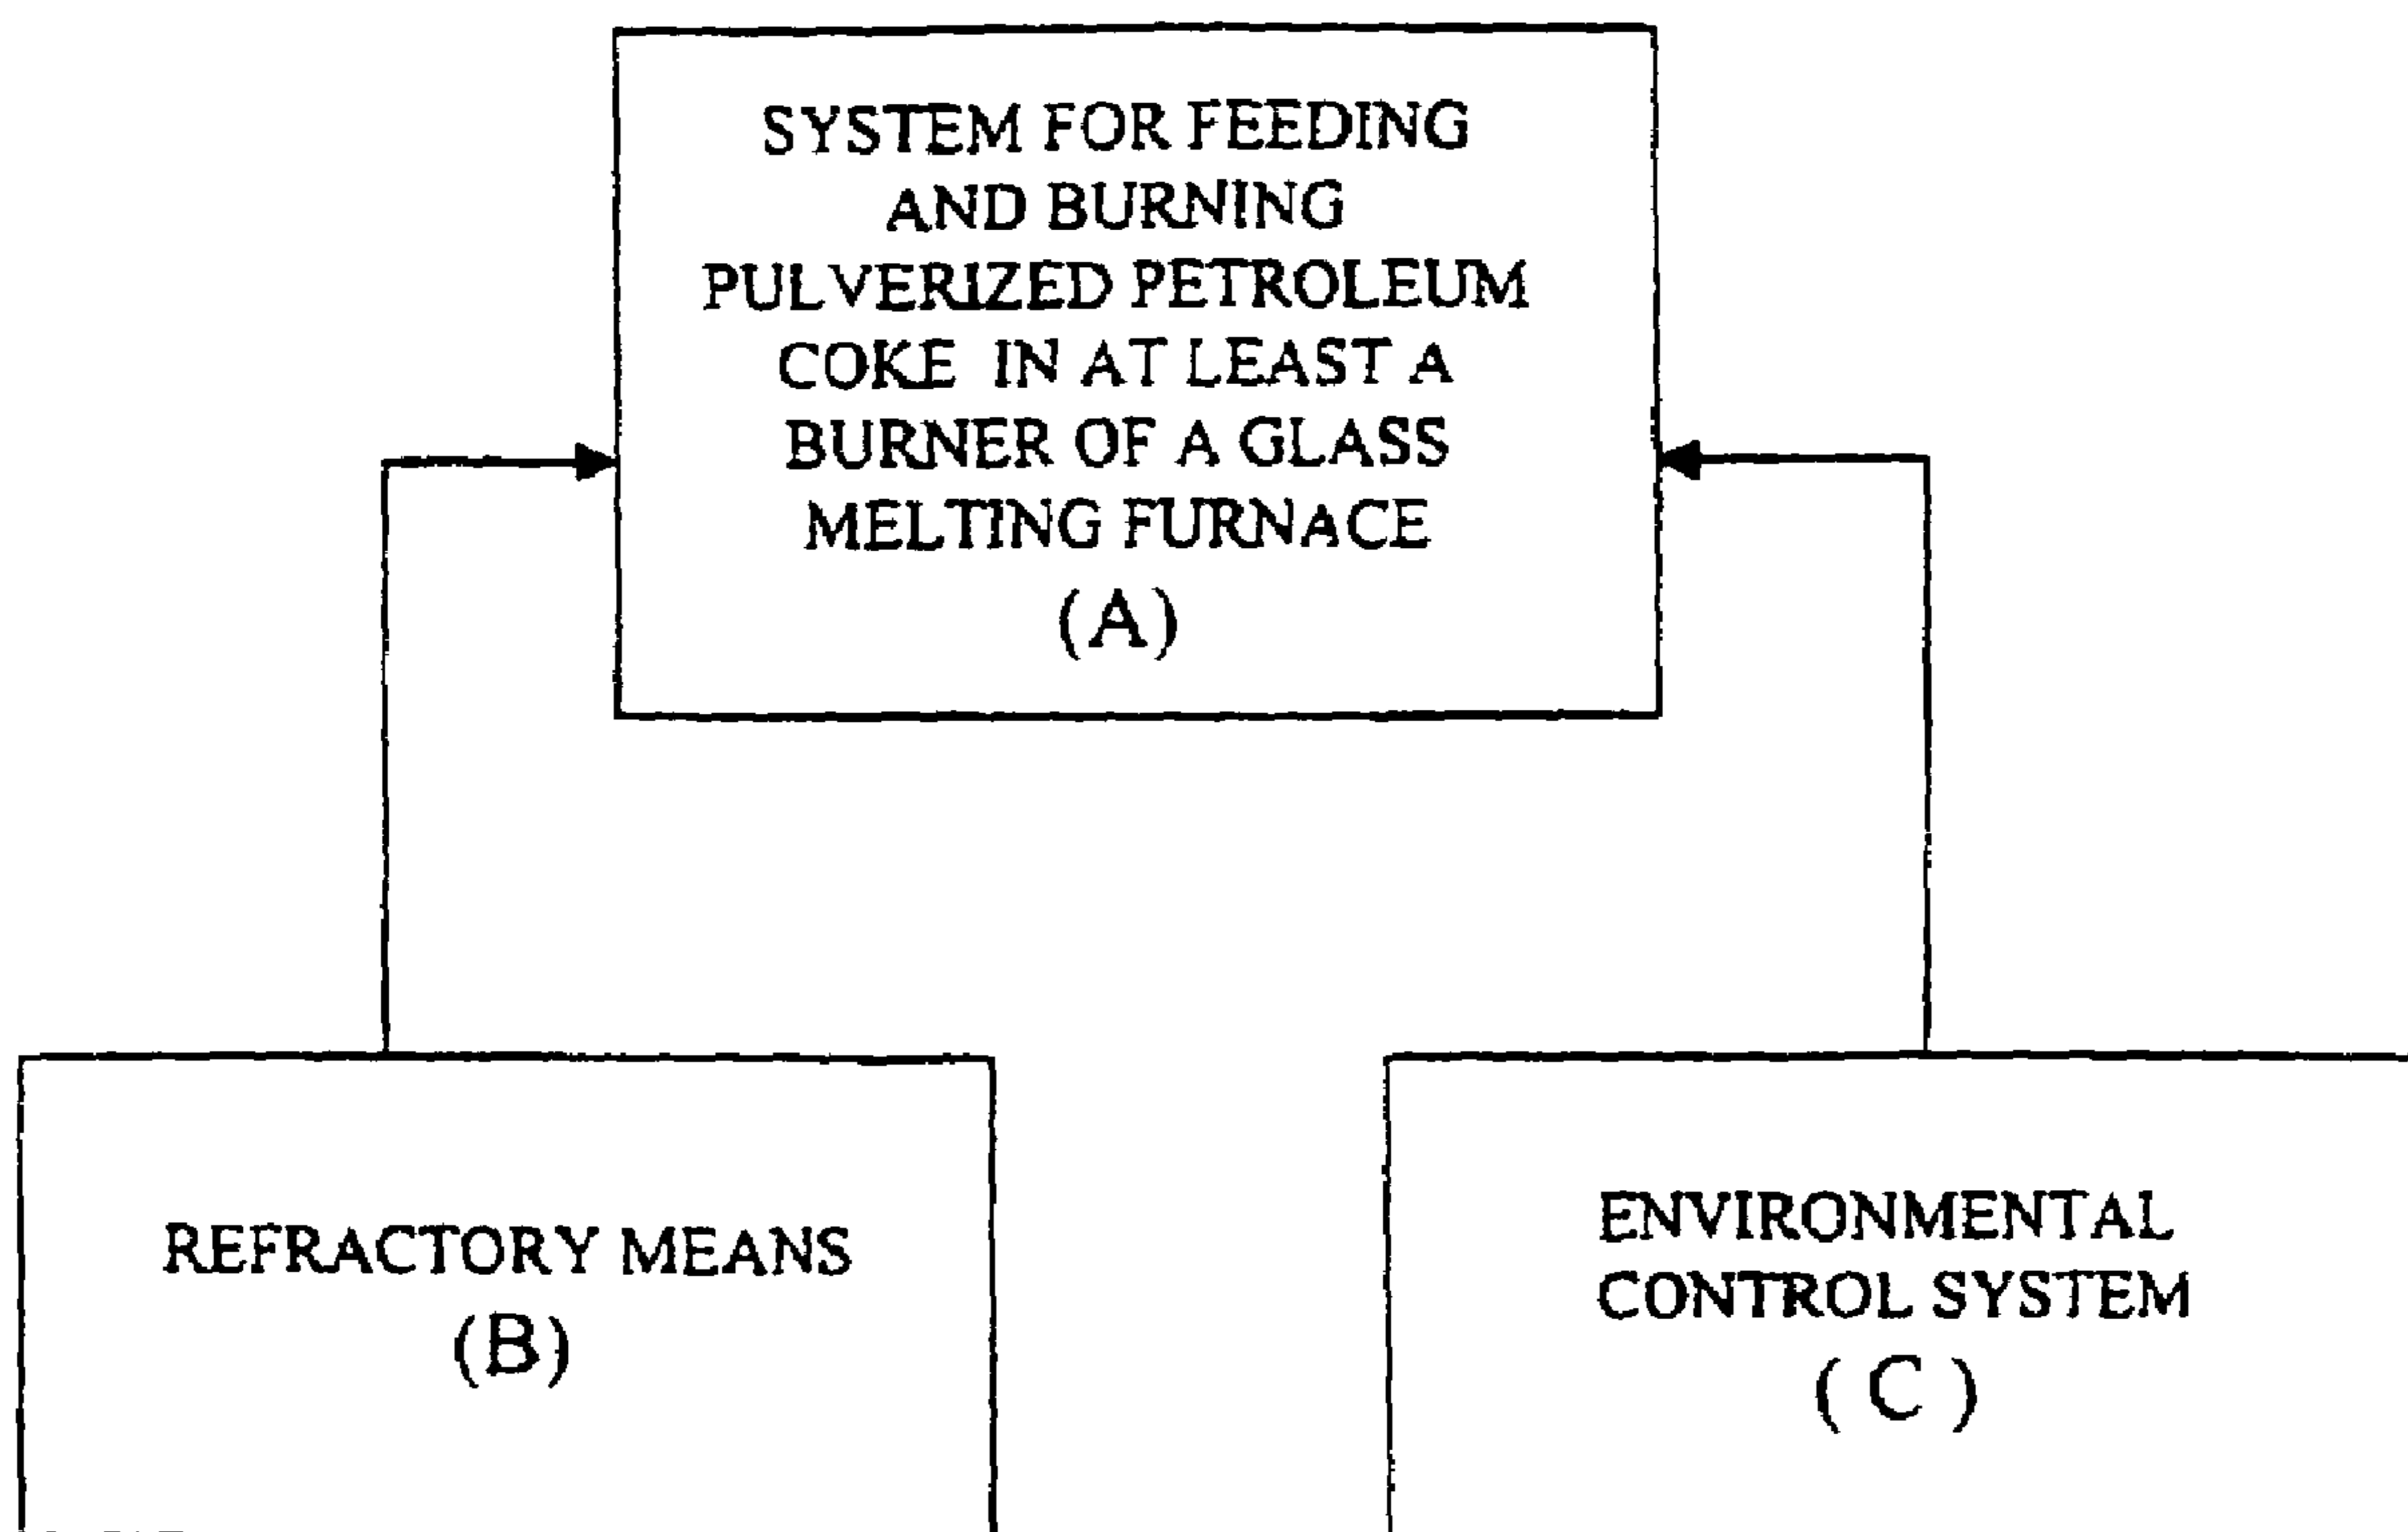 SYSTEM FOR FEEDING
AND BURNING
PULVERIZED PETROLEUM
COKE IN AT LEAST A
BURNER OF A GLASS
MELTING FURNACE
(A)
REFRACTORY MEANS
(B)
ENVIRONMENTAL
CONTROL SYSTEM
( C )